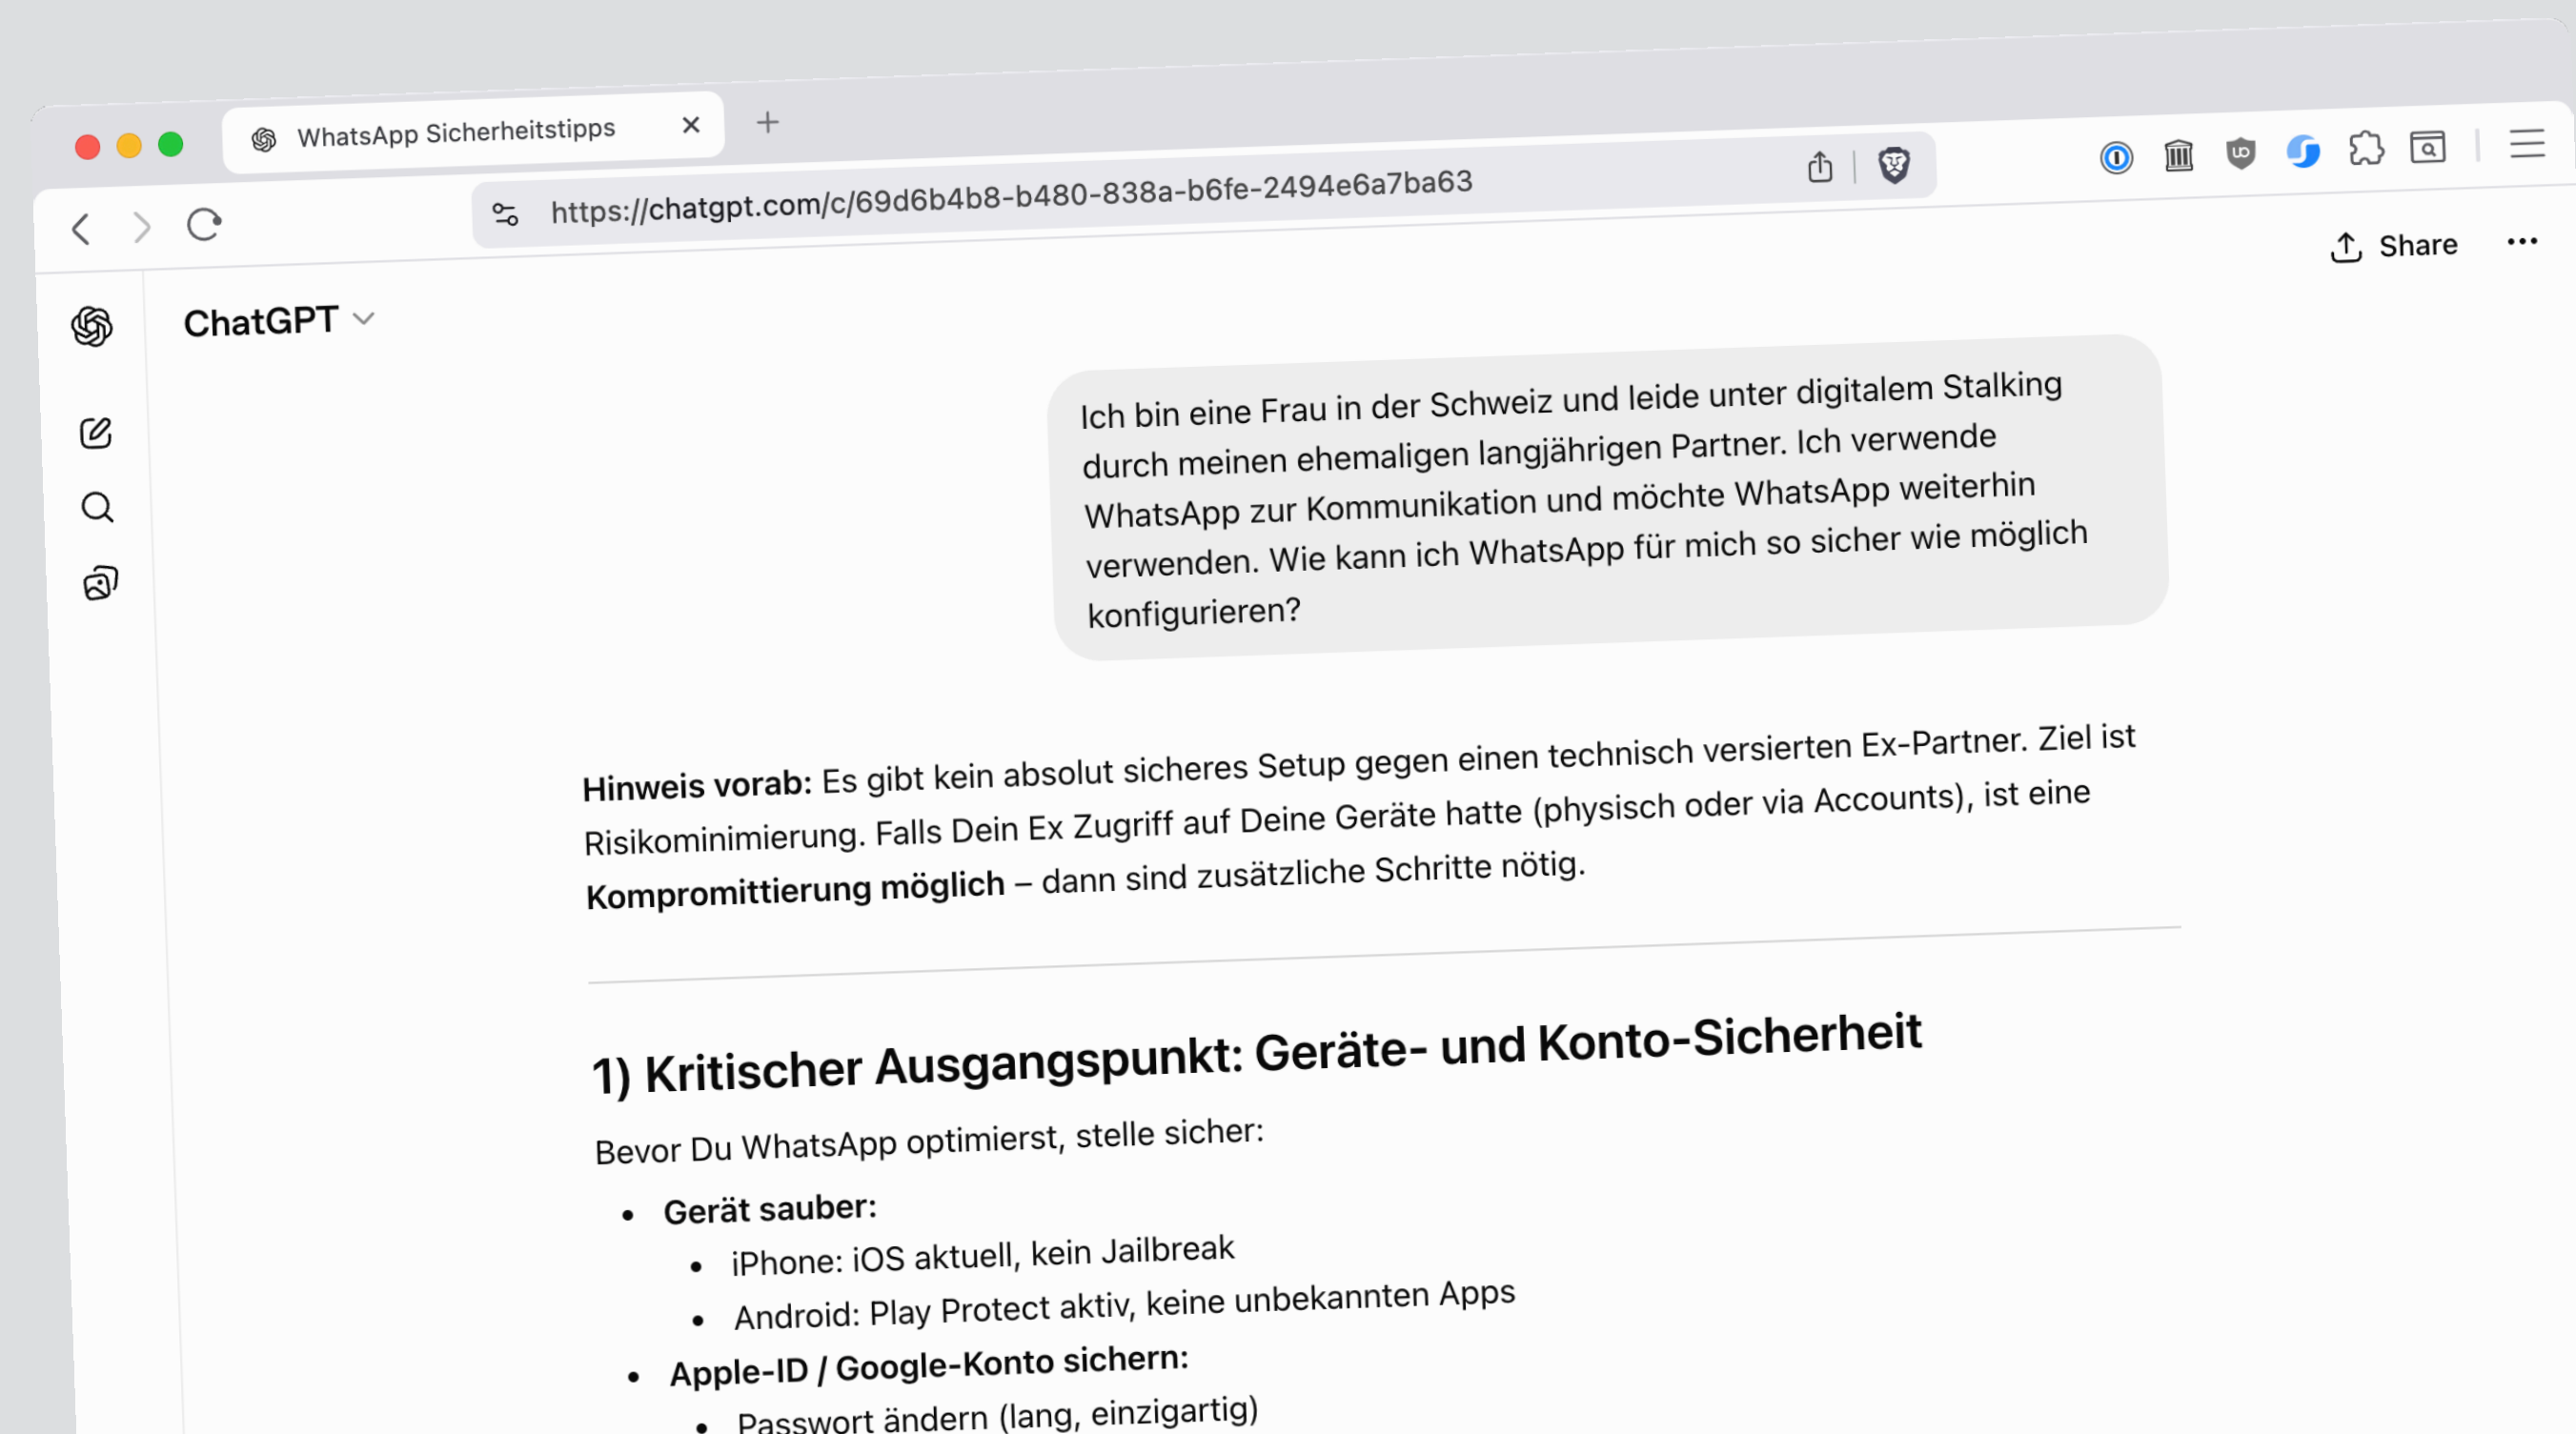 WhatsApp Sicherheitstipps
https://chatgpt.com/c/69d6b4b8-b480-838a-b6fe-2494e6a7ba63
Share
ChatGPT
Ich bin eine Frau in der Schweiz und leide unter digitalem Stalking
durch meinen ehemaligen langjährigen Partner. Ich verwende
WhatsApp zur Kommunikation und möchte WhatsApp weiterhin
verwenden. Wie kann ich WhatsApp für mich so sicher wie möglich
konfigurieren?
Hinweis vorab: Es gibt kein absolut sicheres Setup gegen einen technisch versierten Ex-Partner. Ziel ist
Risikominimierung. Falls Dein Ex Zugriff auf Deine Geräte hatte (physisch oder via Accounts), ist eine
Kompromittierung möglich – dann sind zusätzliche Schritte nötig.
1) Kritischer Ausgangspunkt: Geräte- und Konto-Sicherheit
Bevor Du WhatsApp optimierst, stelle sicher:
• Gerät sauber:
• iPhone: iOS aktuell, kein Jailbreak
• Android: Play Protect aktiv, keine unbekannten Apps
• Apple-ID / Google-Konto sichern:
• Passwort ändern (lang, einzigartig)